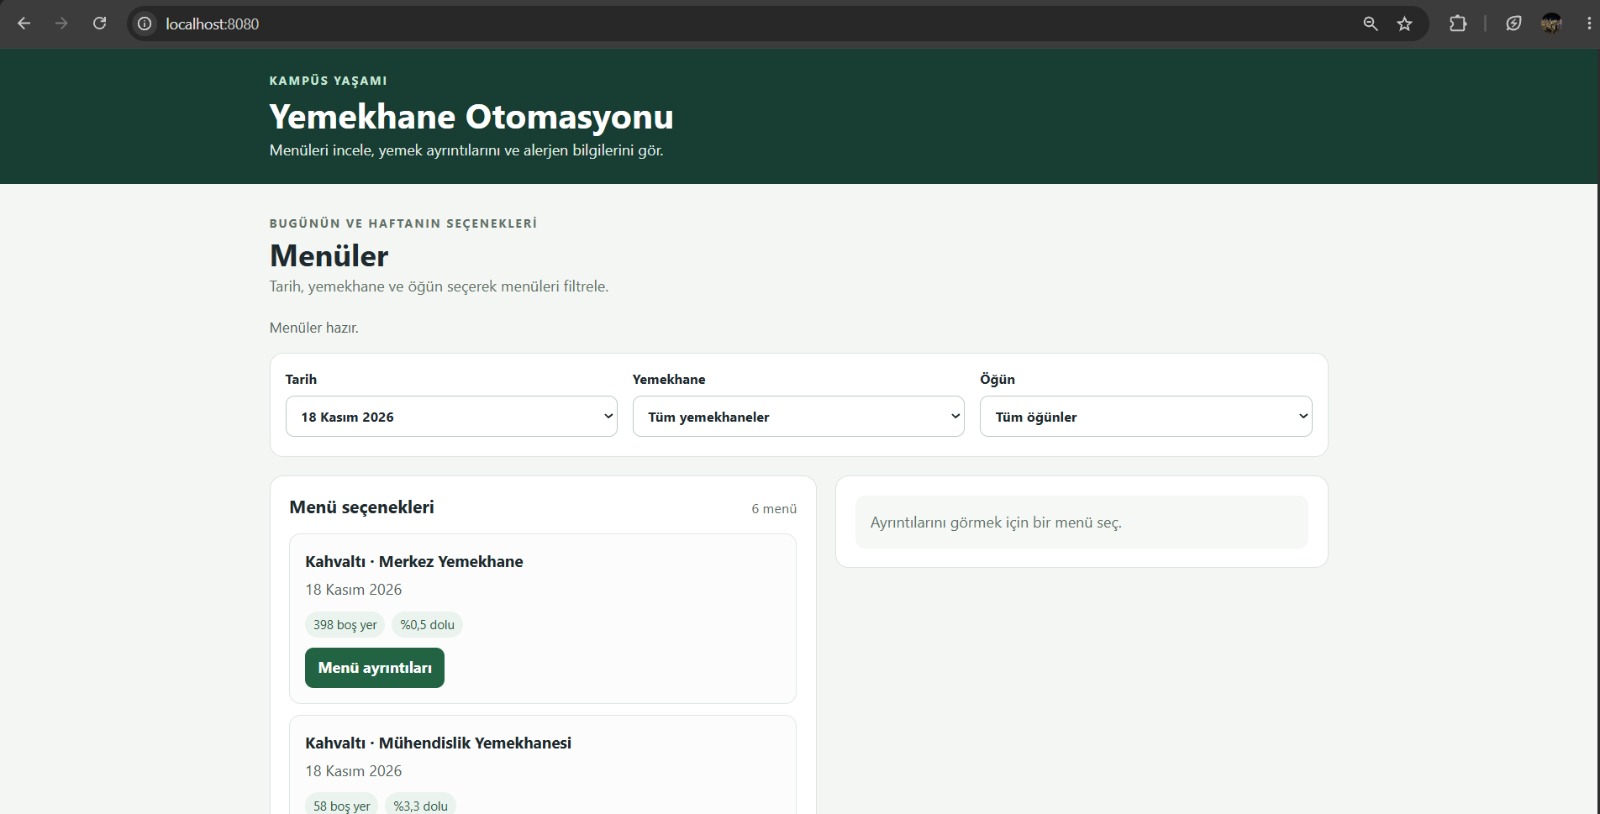 localhost:8080
KAMPÜS YAŞAMI
Yemekhane Otomasyonu
Menüleri incele, yemek ayrıntılarını ve alerjen bilgilerini gör.
BUGÜNÜN VE HAFTANIN SEÇENEKLERİ
Menüler
Tarih, yemekhane ve öğün seçerek menüleri filtrele.
Menüler hazır.
Tarih
18 Kasım 2026
Yemekhane
Tüm yemekhaneler
Öğün
Tüm öğünler
Menü seçenekleri
6 menü
Kahvaltı · Merkez Yemekhane
18 Kasım 2026
398 boş yer
%0,5 dolu
Menü ayrıntıları
Kahvaltı · Mühendislik Yemekhanesi
18 Kasım 2026
58 boş yer
%3,3 dolu
Ayrıntılarını görmek için bir menü seç.